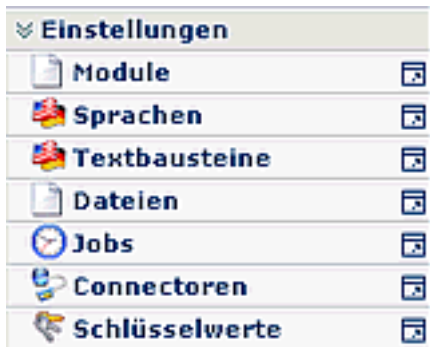 Einstellungen
Module
Sprachen
Textbausteine
Dateien
Jobs
Connectoren
Schlüsselwerte